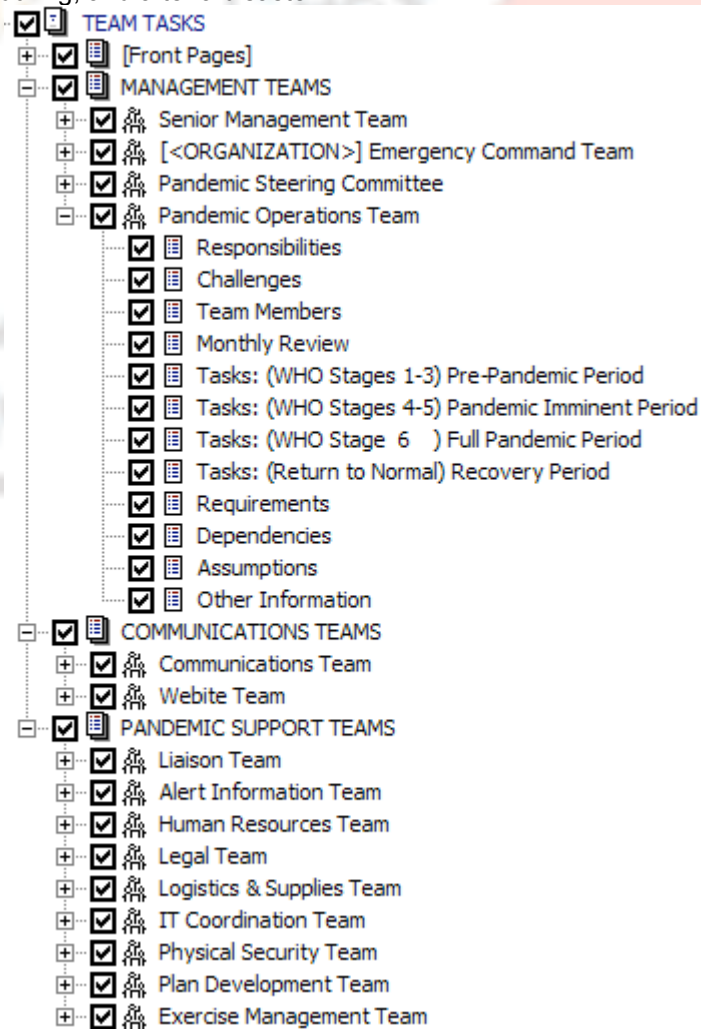 TEAM TASKS
[Front Pages]
MANAGEMENT TEAMS
Senior Management Team
[<ORGANIZATION>] Emergency Command Team
Pandemic Steering Committee
Pandemic Operations Team
Responsibilities
Challenges
Team Members
Monthly Review
Tasks: (WHO Stages 1-3) Pre-Pandemic Period
Tasks: (WHO Stages 4-5) Pandemic Imminent Period
Tasks: (WHO Stage 6 ) Full Pandemic Period
Tasks: (Return to Normal) Recovery Period
Requirements
Dependencies
Assumptions
Other Information
COMMUNICATIONS TEAMS
Communications Team
Webite Team
PANDEMIC SUPPORT TEAMS
Liaison Team
Alert Information Team
Human Resources Team
Legal Team
Logistics & Supplies Team
IT Coordination Team
Physical Security Team
Plan Development Team
Exercise Management Team